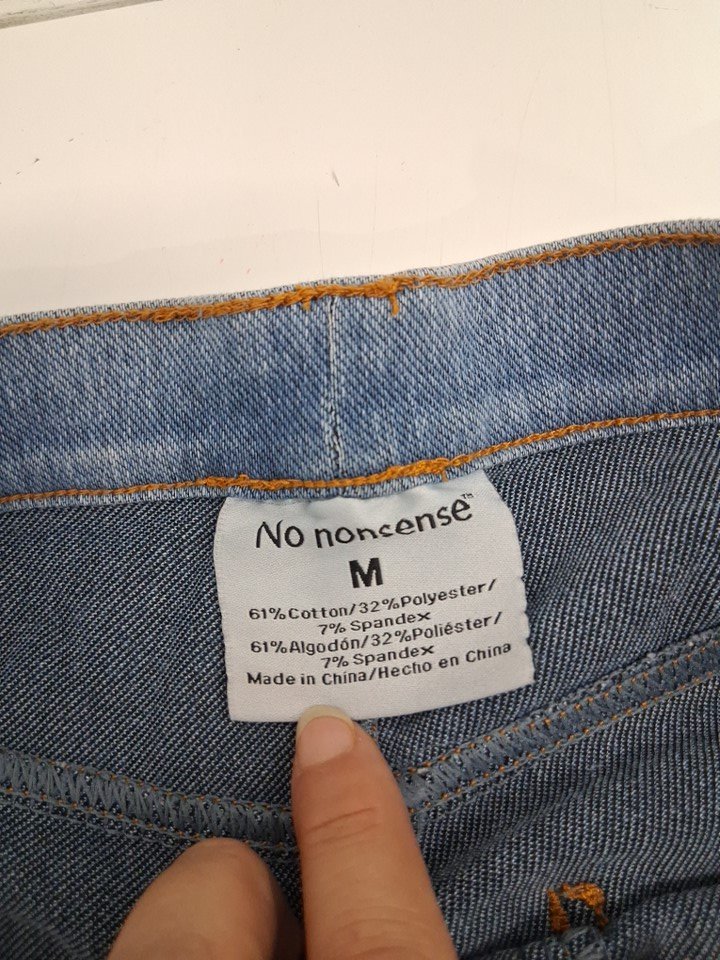 No noncense™
M
61%Cotton/32%Polyester/
7% Spandex
61%Algodón/32%Poliéster/
7% Spandex
Made in China/Hecho en China